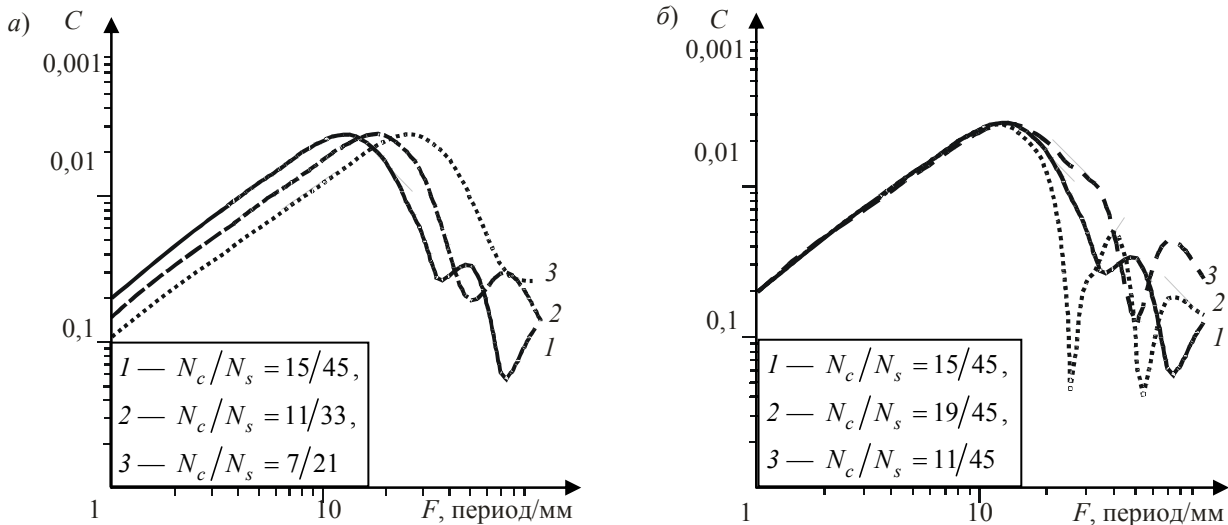 а)
C
0,001
0,01
0,1
3
2
1
1 — N_c/N_s = 15/45,
2 — N_c/N_s = 11/33,
3 — N_c/N_s = 7/21
1
10
F, период/мм
б)
C
0,001
0,01
0,1
3
2
1
1 — N_c/N_s = 15/45,
2 — N_c/N_s = 19/45,
3 — N_c/N_s = 11/45
1
10
F, период/мм